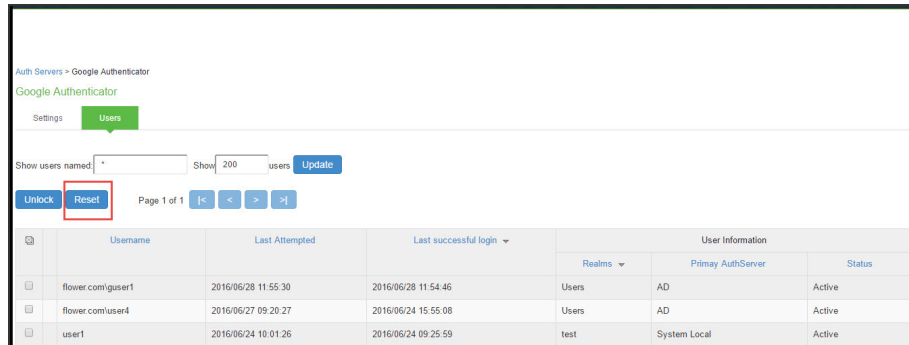 Auth Servers > Google Authenticator
Google Authenticator
Settings Users
Show users named: * Show 200 users Update
Unlock Reset Page 1 of 1 |< < > >|
Username Last Attempted Last successful login User Information
Realms Primay AuthServer Status
flower.com\guser1 2016/06/28 11:55:30 2016/06/28 11:54:46 Users AD Active
flower.com\user4 2016/06/27 09:20:27 2016/06/24 15:55:08 Users AD Active
user1 2016/06/24 10:01:26 2016/06/24 09:25:59 test System Local Active